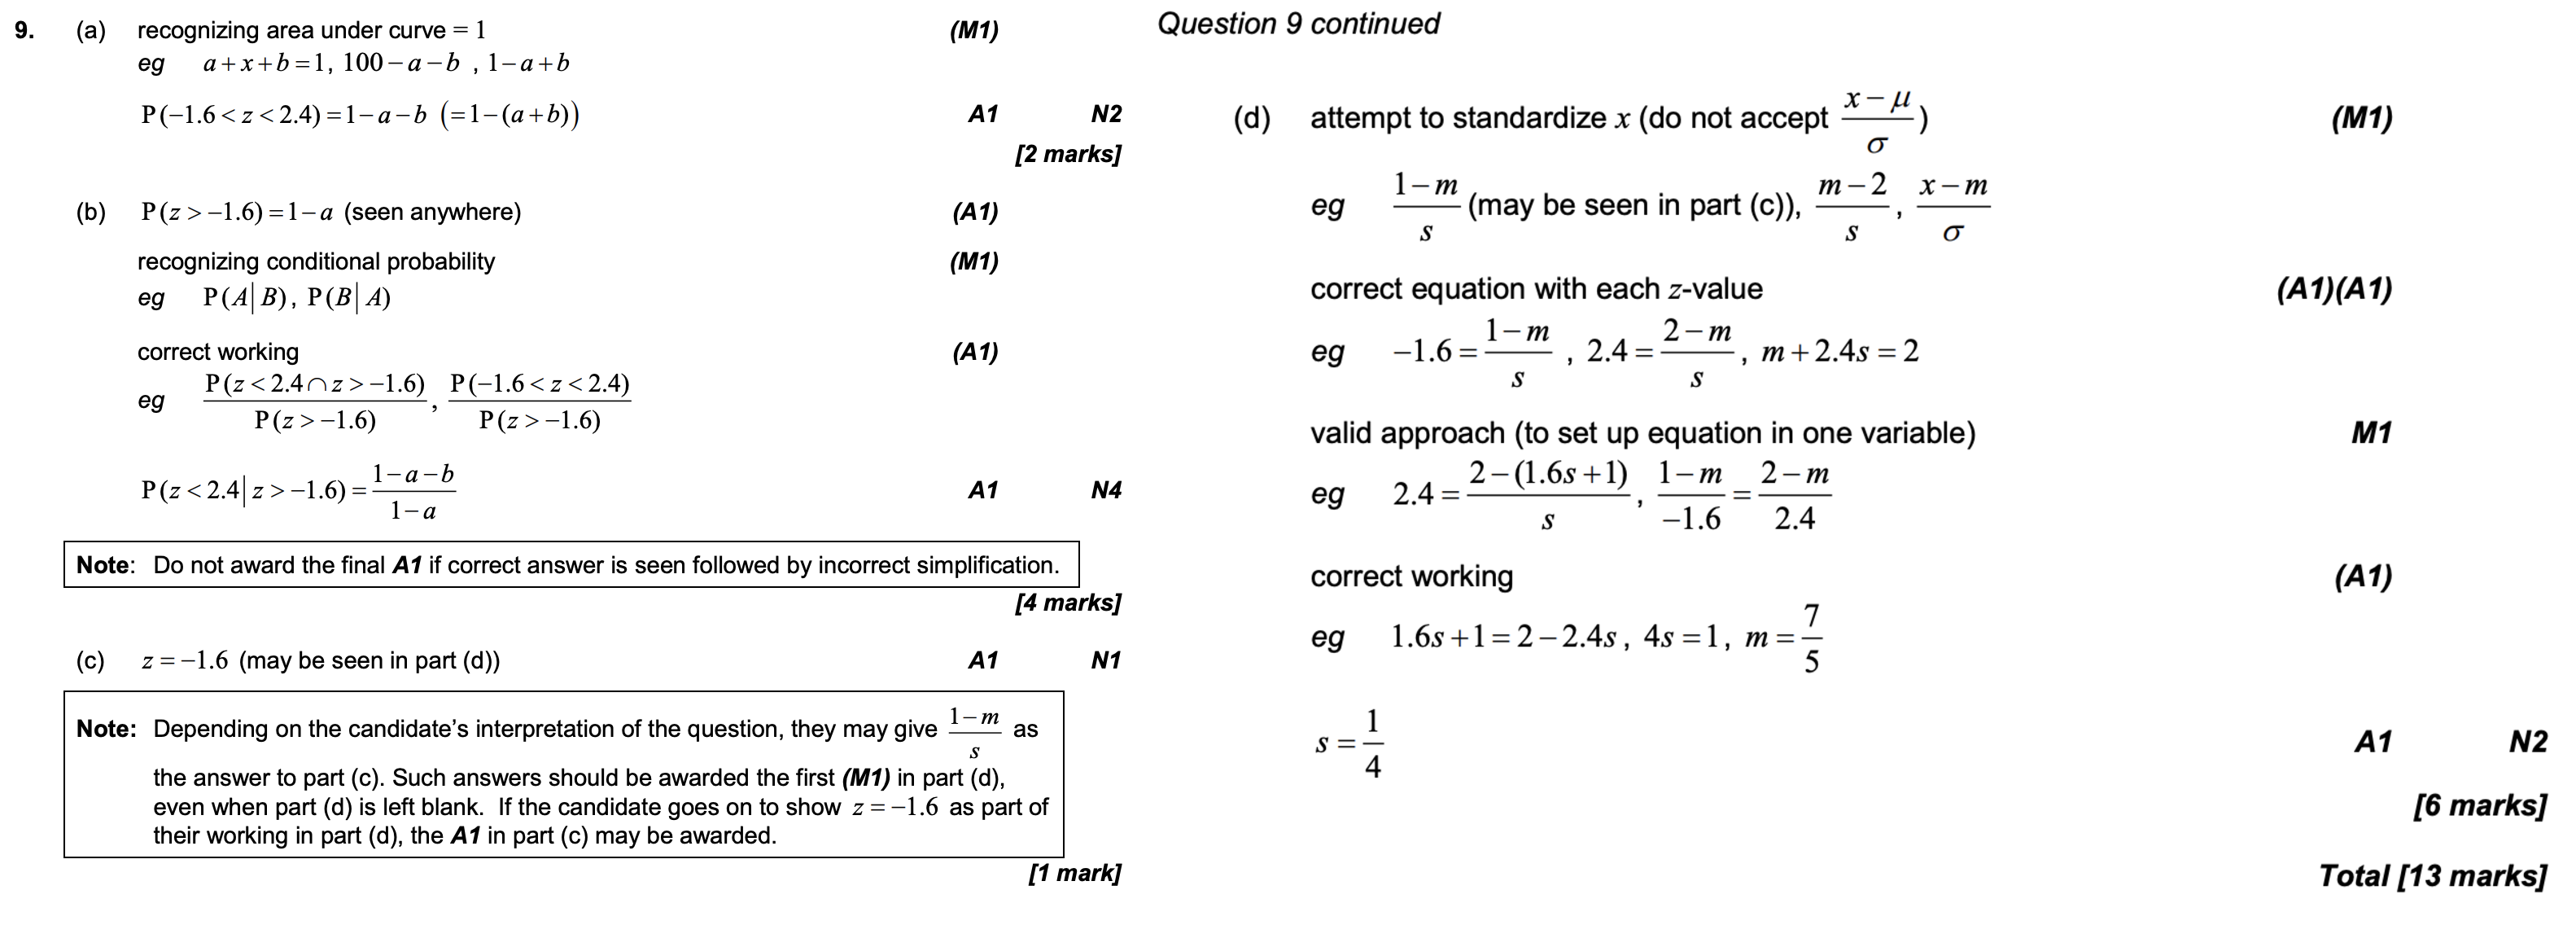 9. (a) recognizing area under curve = 1 (M1)
eg a + x + b = 1, 100 − a − b , 1 − a + b
P(−1.6 < z < 2.4) = 1 − a − b (= 1 − (a + b)) A1 N2
[2 marks]
(b) P(z > −1.6) = 1 − a (seen anywhere) (A1)
recognizing conditional probability (M1)
eg P(A|B), P(B|A)
correct working (A1)
eg \frac{P(z < 2.4 ∩ z > −1.6)}{P(z > −1.6)}, \frac{P(−1.6 < z < 2.4)}{P(z > −1.6)}
P(z < 2.4|z > −1.6) = \frac{1 − a − b}{1 − a} A1 N4
Note: Do not award the final A1 if correct answer is seen followed by incorrect simplification.
[4 marks]
(c) z = −1.6 (may be seen in part (d)) A1 N1
Note: Depending on the candidate’s interpretation of the question, they may give \frac{1 − m}{s} as
the answer to part (c). Such answers should be awarded the first (M1) in part (d),
even when part (d) is left blank. If the candidate goes on to show z = −1.6 as part of
their working in part (d), the A1 in part (c) may be awarded.
[1 mark]
Question 9 continued
(d) attempt to standardize x (do not accept \frac{x − μ}{σ}) (M1)
eg \frac{1 − m}{s} (may be seen in part (c)), \frac{m − 2}{s}, \frac{x − m}{σ}
correct equation with each z-value (A1)(A1)
eg −1.6 = \frac{1 − m}{s}, 2.4 = \frac{2 − m}{s}, m + 2.4s = 2
valid approach (to set up equation in one variable) M1
eg 2.4 = \frac{2 − (1.6s + 1)}{s}, \frac{1 − m}{−1.6} = \frac{2 − m}{2.4}
correct working (A1)
eg 1.6s + 1 = 2 − 2.4s, 4s = 1, m = \frac{7}{5}
s = \frac{1}{4} A1 N2
[6 marks]
Total [13 marks]